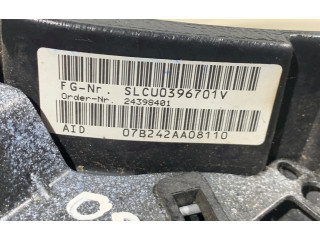 FG-Nr. SLCU0396701V
Order-Nr. 24398401
AID 07B242AA08110